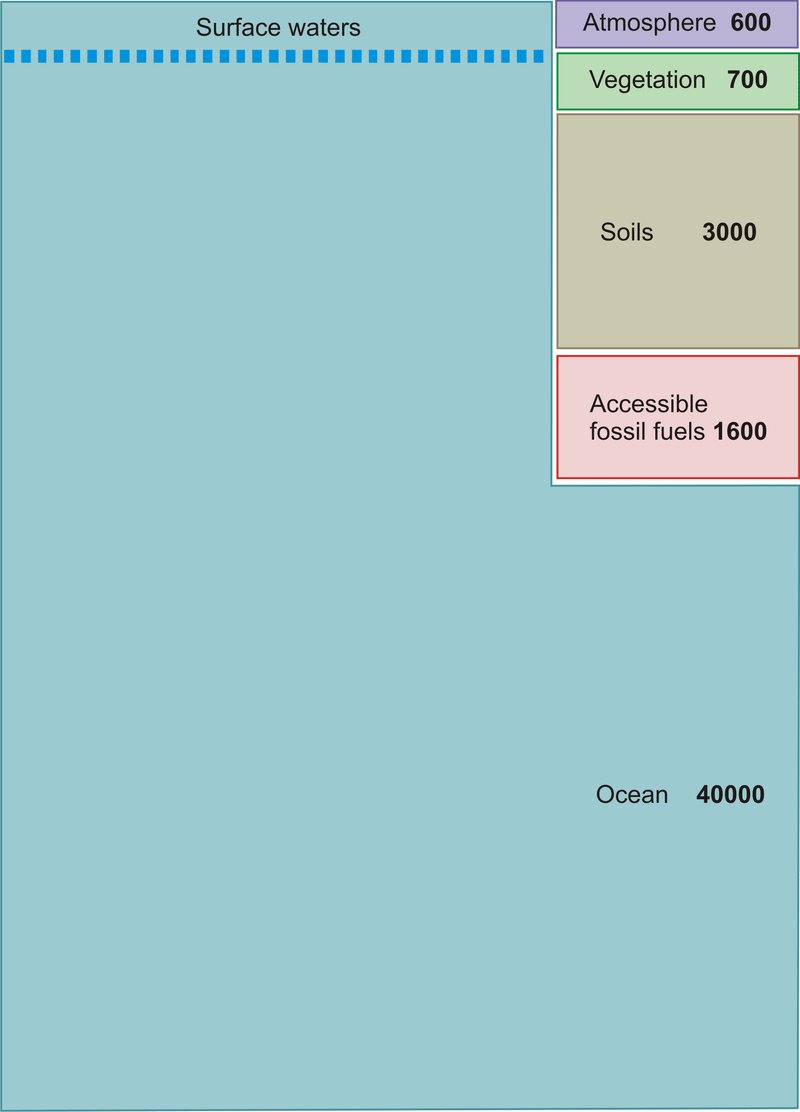 Surface waters
Atmosphere 600
Vegetation 700
Soils 3000
Accessible
fossil fuels 1600
Ocean 40000